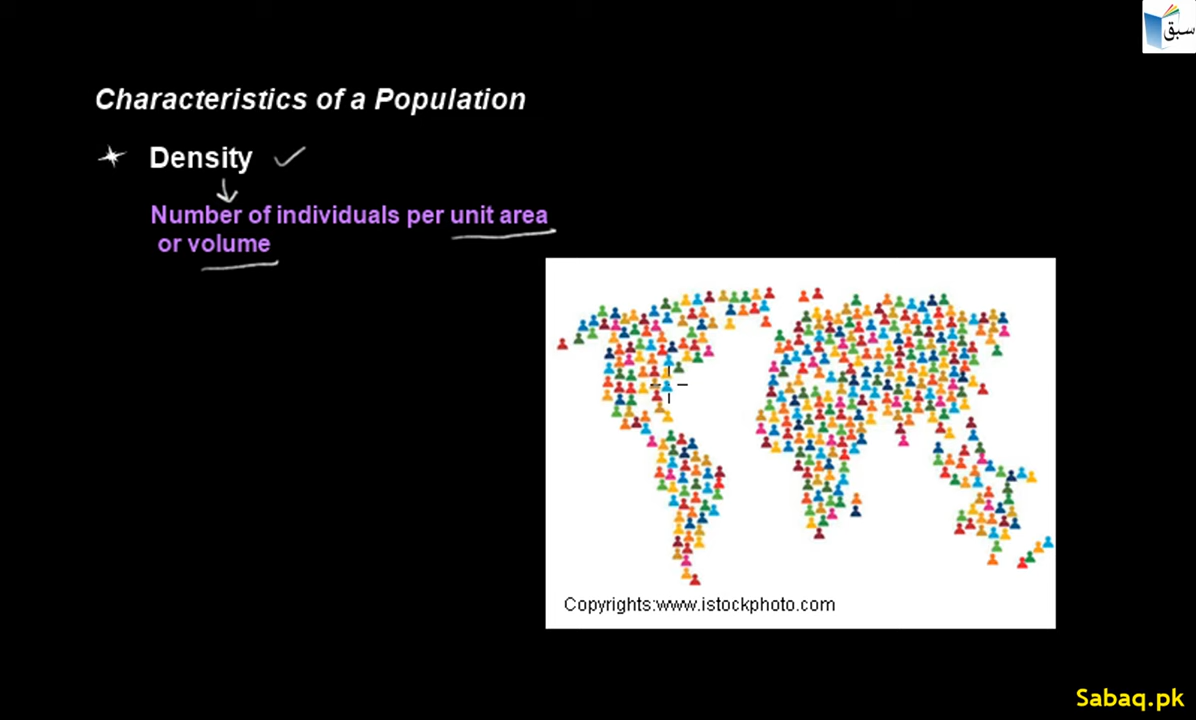 سبق
Characteristics of a Population
Density
Number of individuals per unit area
or volume
Copyrights:www.istockphoto.com
Sabaq.pk